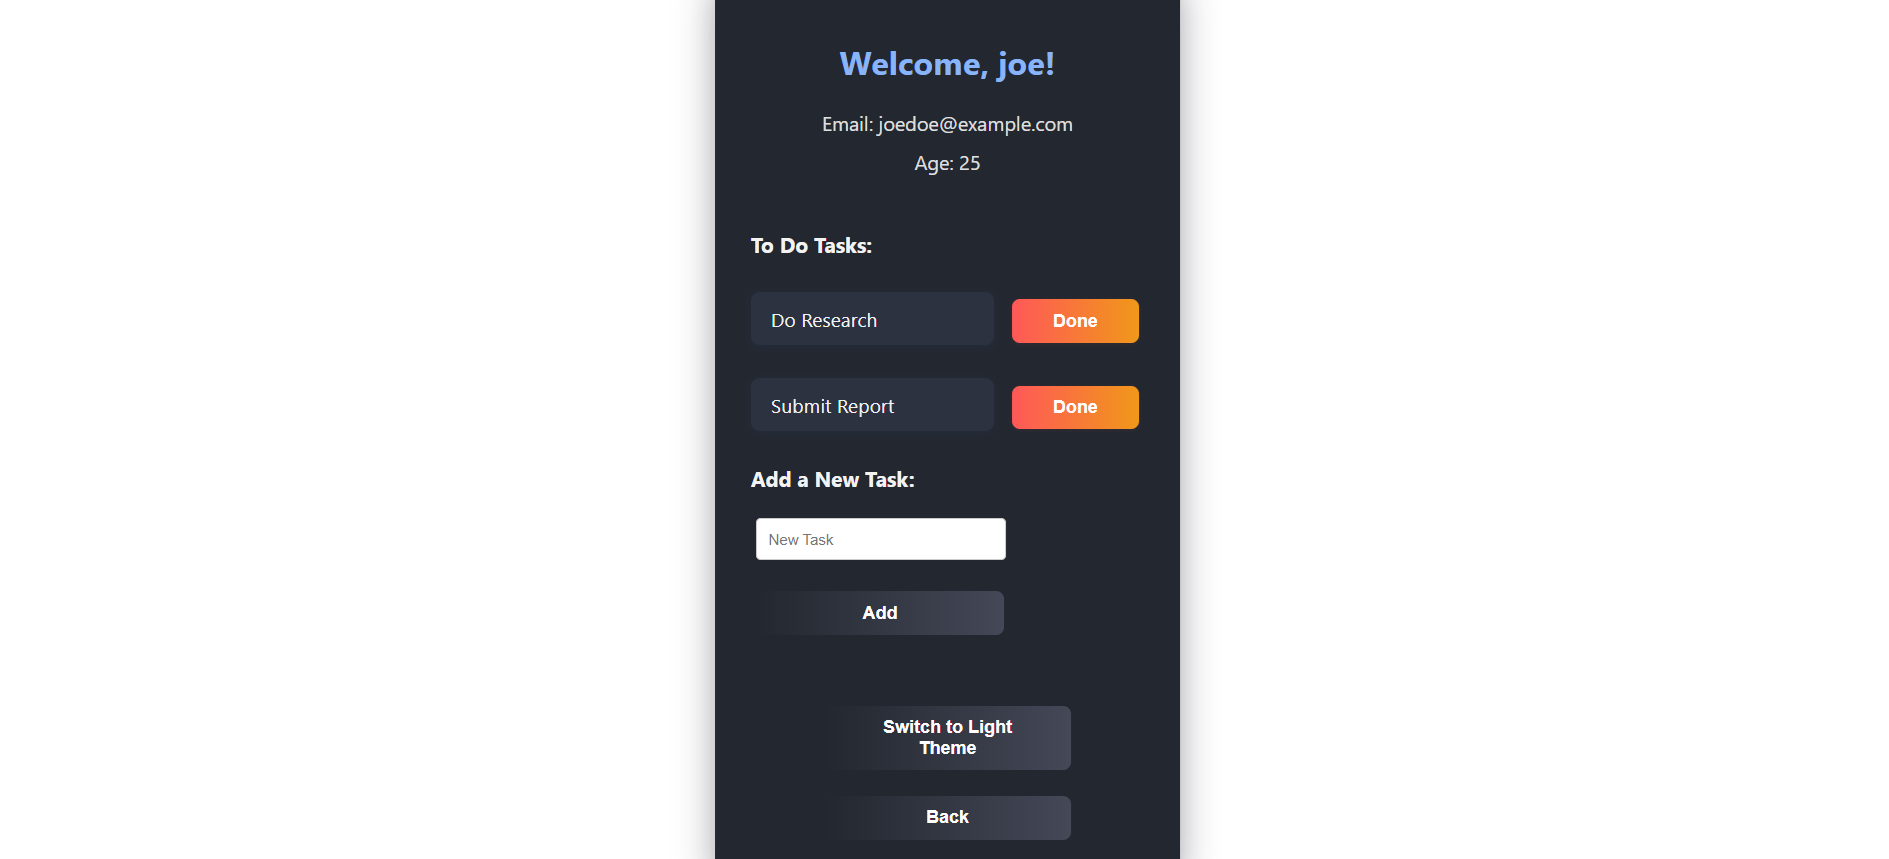 Welcome, joe!
Email: joedoe@example.com
Age: 25
To Do Tasks:
Do Research
Done
Submit Report
Done
Add a New Task:
New Task
Add
Switch to Light
Theme
Back